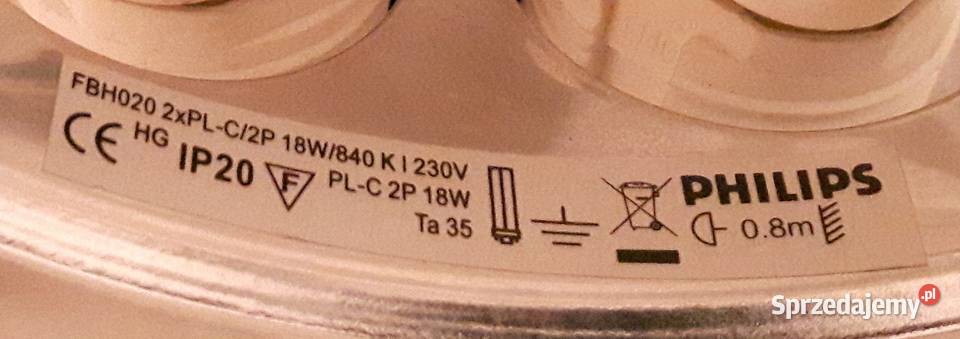 FBH020 2xPL-C/2P 18W/840 K I 230V
CE HG IP20 F PL-C 2P 18W
Ta 35
PHILIPS
0.8m
Sprzedajemy.pl